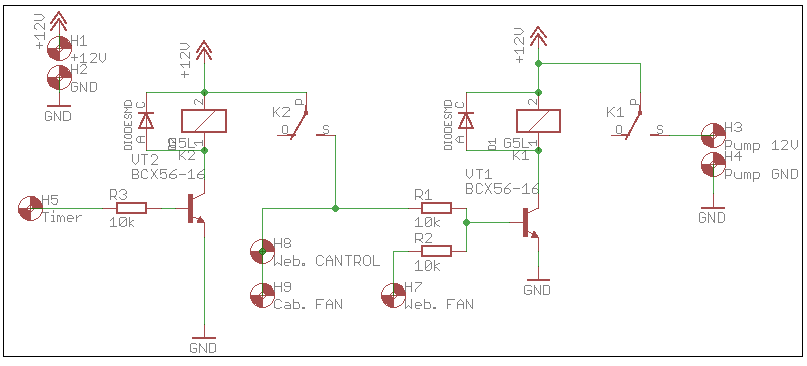 +12V
H1
+12V
H2
GND
GND
+12V
DIODESMD
C
A
D1
2
1
G5L
K2
VT2
BCX56-16
K2
P
O
S
H5
Timer
R3
10k
GND
H8
Web. CANTROL
H9
Cab. FAN
R1
10k
R2
10k
H7
Web. FAN
+12V
DIODESMD
C
A
D1
2
1
G5L
K1
VT1
BCX56-16
GND
K1
P
O
S
H3
Pump 12V
H4
Pump GND
GND